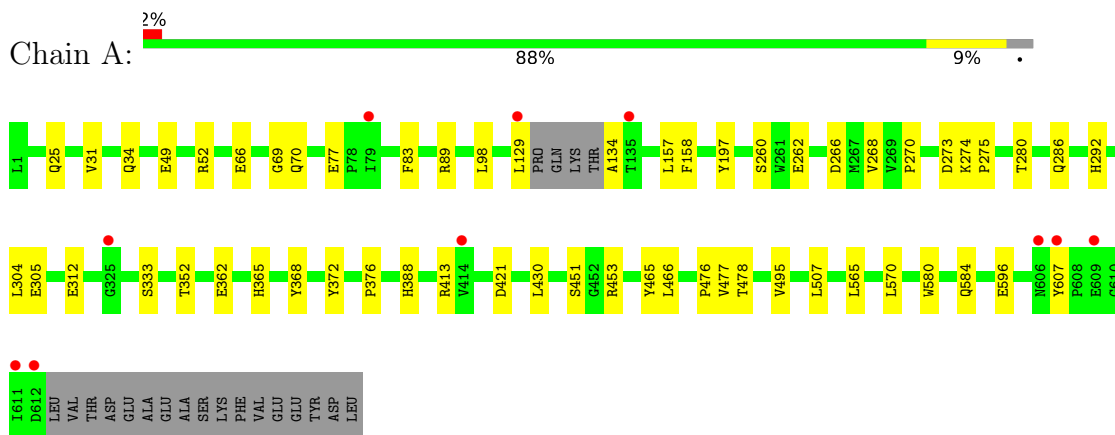 2%
Chain A:
88% 9% •
L1 Q25 V31 Q34 E49 R52 E66 G69 Q70 E77 P78 I79 F83 R89 L98 L129 PRO GLN LYS THR A134 T135 L157 F158 Y197 S260 W261 E262 D266 M267 V268 V269 P270 D273 K274 P275 T280 Q286 H292
L304 E305 E312 G325 S333 T352 E362 H365 Y368 Y372 P376 H388 R413 V414 D421 L430 S451 G452 R453 Y465 L466 P476 V477 T478 V495 L507 L565 L570 W580 Q584 E596 N606 Y607 P608 E609 G610
I611 D612 LEU VAL THR ASP GLU ALA GLU ALA SER LYS PHE VAL GLU GLU TYR ASP LEU